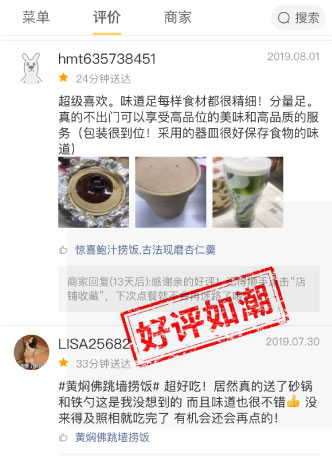 菜单 评价 商家 搜索
hmt635738451 2019.08.01
24分钟送达
超级喜欢。味道足每样食材都很精细！分量足。
真的不出门可以享受高品位的美味和高品质的服
务（包装很到位！采用的器皿很好保存食物的味
道）
惊喜鲍汁捞饭,古法现磨杏仁羹
商家回复(13天后):感谢亲的好评！
铺收藏”，下次点餐就
好评如潮
LISA25682 2019.07.30
33分钟送达
#黄焖佛跳墙捞饭# 超好吃！居然真的送了砂锅
和铁勺这是我没想到的 而且味道也很不错👍 没
来得及照相就吃完了 有机会还会再点的！
黄焖佛跳墙捞饭